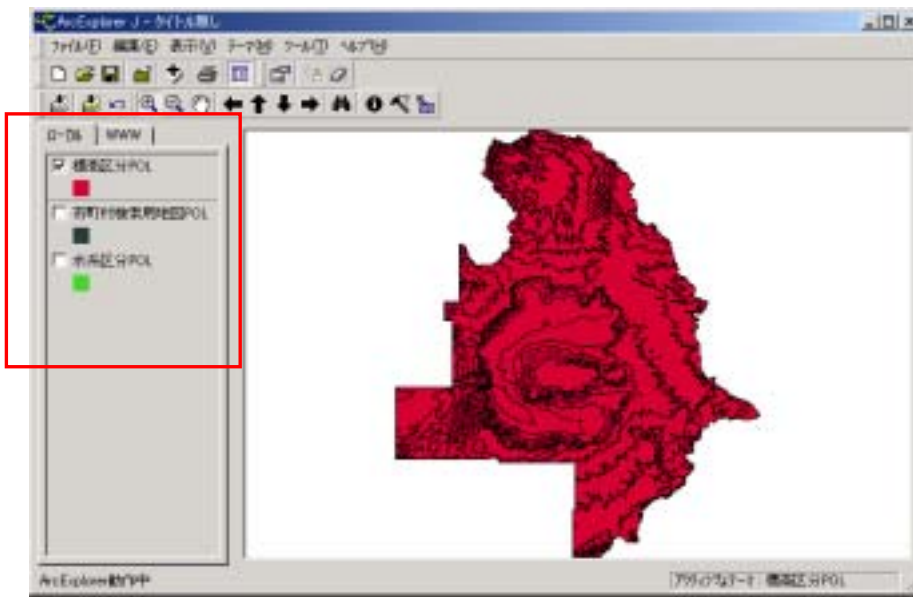 ArcExplorer J - タイトル無し
ファイル(F) 編集(E) 表示(V) テーマ(H) ツール(T) ヘルプ(H)
ローカル WWW
標高区分POL
市町村検索用地図POL
水系区分POL
ArcExplorer動作中
アクティブなテーマ 標高区分POL